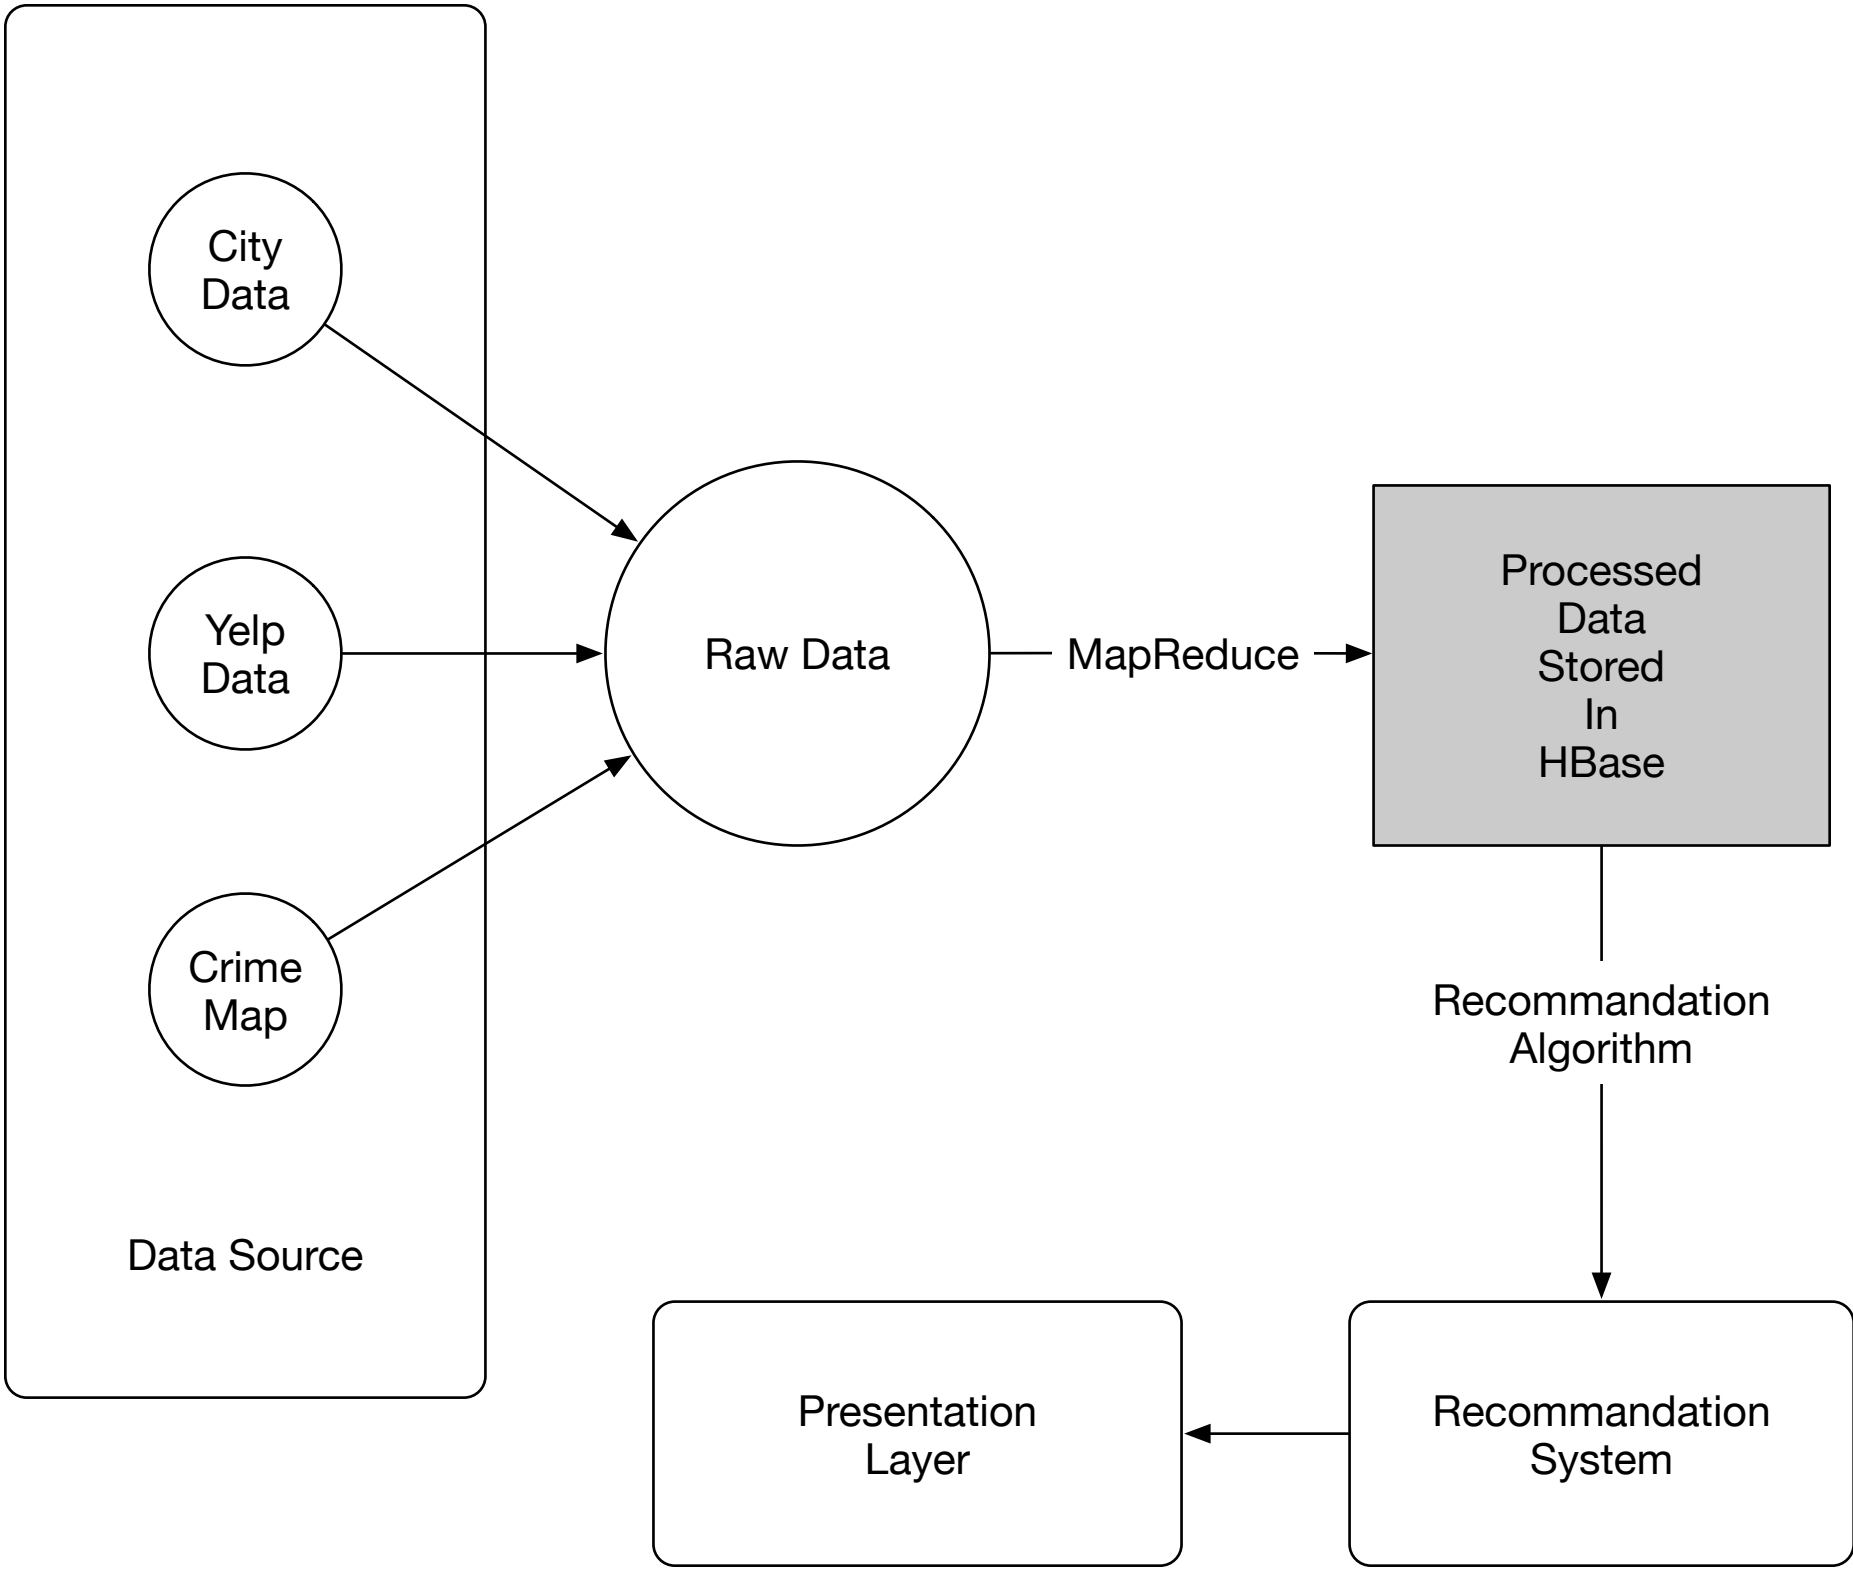 City
Data
Yelp
Data
Crime
Map
Data Source
Raw Data
MapReduce
Processed
Data
Stored
In
HBase
Recommandation
Algorithm
Recommandation
System
Presentation
Layer